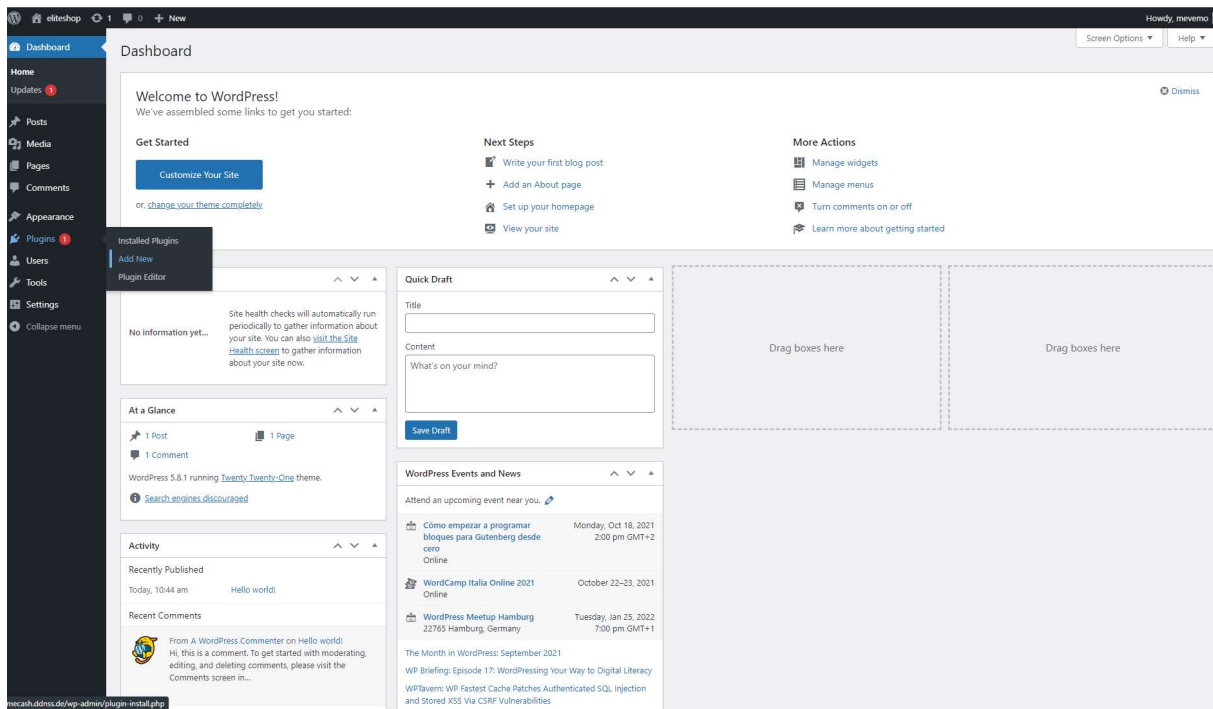 eliteshop 1 0 + New
Howdy, mevemo
Screen Options ▼ Help ▼
Dashboard
Home
Updates 1
Posts
Media
Pages
Comments
Appearance
Plugins 1
Users
Tools
Settings
Collapse menu
Installed Plugins
Add New
Plugin Editor
Dashboard
Welcome to WordPress!
We've assembled some links to get you started:
Dismiss
Get Started
Customize Your Site
or, change your theme completely
Next Steps
Write your first blog post
Add an About page
Set up your homepage
View your site
More Actions
Manage widgets
Manage menus
Turn comments on or off
Learn more about getting started
No information yet...
Site health checks will automatically run
periodically to gather information about
your site. You can also visit the Site
Health screen to gather information
about your site now.
At a Glance
1 Post
1 Page
1 Comment
WordPress 5.8.1 running Twenty Twenty-One theme.
Search engines discouraged
Activity
Recently Published
Today, 10:44 am Hello world!
Recent Comments
From A WordPress Commenter on Hello world!
Hi, this is a comment. To get started with moderating,
editing, and deleting comments, please visit the
Comments screen in...
Quick Draft
Title
Content
What's on your mind?
Save Draft
WordPress Events and News
Attend an upcoming event near you.
Cómo empezar a programar
bloques para Gutenberg desde
cero
Online
Monday, Oct 18, 2021
2:00 pm GMT+2
WordCamp Italia Online 2021
Online
October 22–23, 2021
WordPress Meetup Hamburg
22765 Hamburg, Germany
Tuesday, Jan 25, 2022
7:00 pm GMT+1
The Month in WordPress: September 2021
WP Briefing: Episode 17: WordPressing Your Way to Digital Literacy
WPTavern: WP Fastest Cache Patches Authenticated SQL Injection
and Stored XSS Via CSRF Vulnerabilities
Drag boxes here
Drag boxes here
mecash.ddnss.de/wp-admin/plugin-install.php